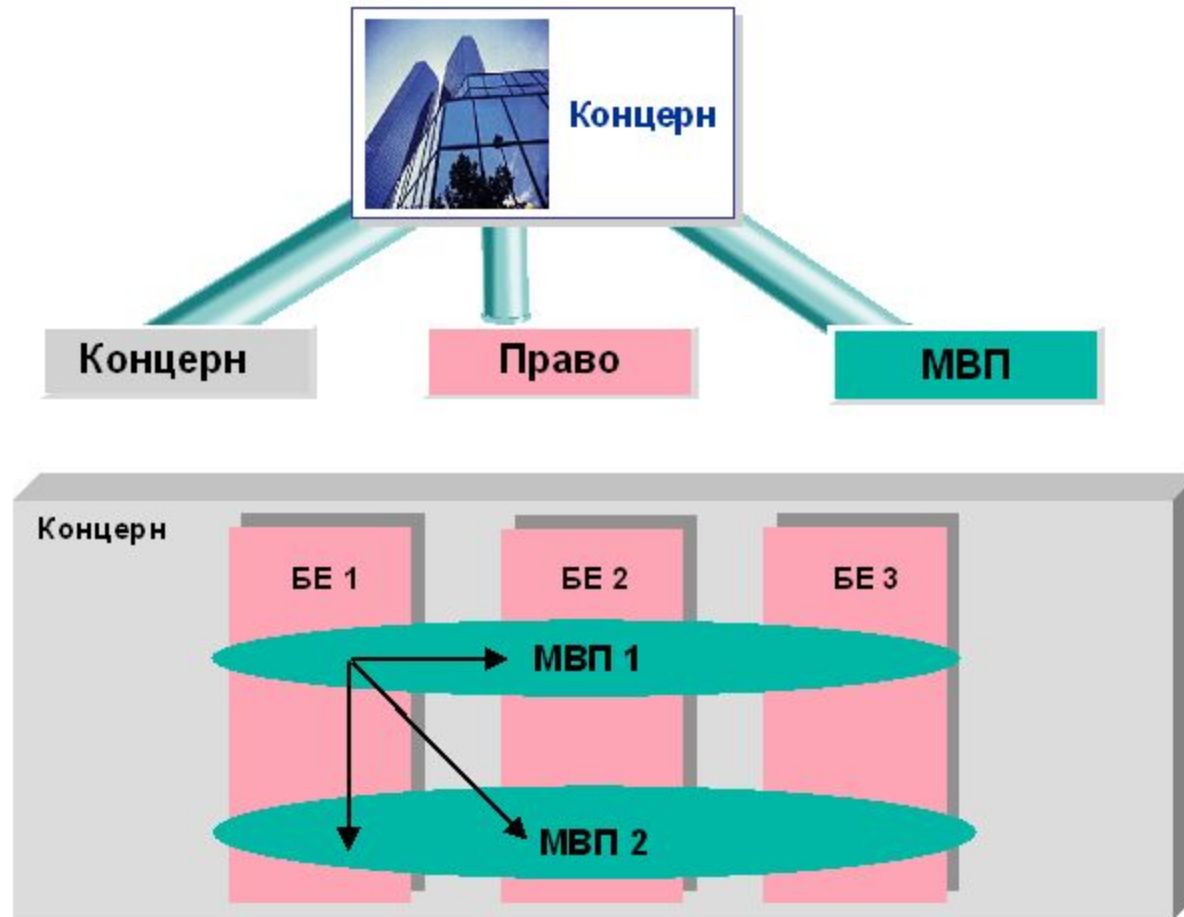 Концерн
Концерн
Право
МВП
Концерн
БЕ 1
БЕ 2
БЕ 3
МВП 1
МВП 2